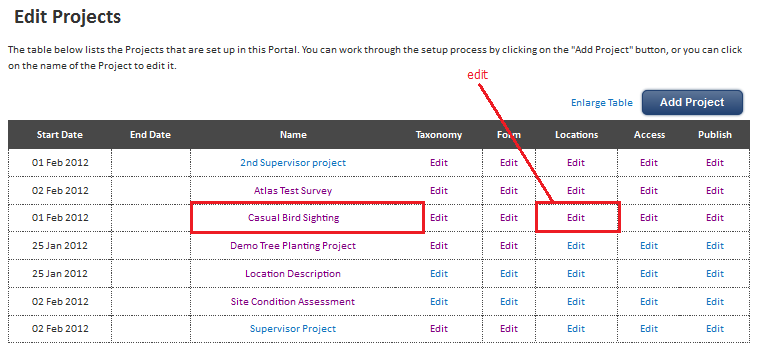 Edit Projects
The table below lists the Projects that are set up in this Portal. You can work through the setup process by clicking on the "Add Project" button, or you can click
on the name of the Project to edit it.
edit
Enlarge Table Add Project
Start Date End Date Name Taxonomy Form Locations Access Publish
01 Feb 2012 2nd Supervisor project Edit Edit Edit Edit Edit
02 Feb 2012 Atlas Test Survey Edit Edit Edit Edit Edit
01 Feb 2012 Casual Bird Sighting Edit Edit Edit Edit Edit
25 Jan 2012 Demo Tree Planting Project Edit Edit Edit Edit Edit
25 Jan 2012 Location Description Edit Edit Edit Edit Edit
02 Feb 2012 Site Condition Assessment Edit Edit Edit Edit Edit
02 Feb 2012 Supervisor Project Edit Edit Edit Edit Edit